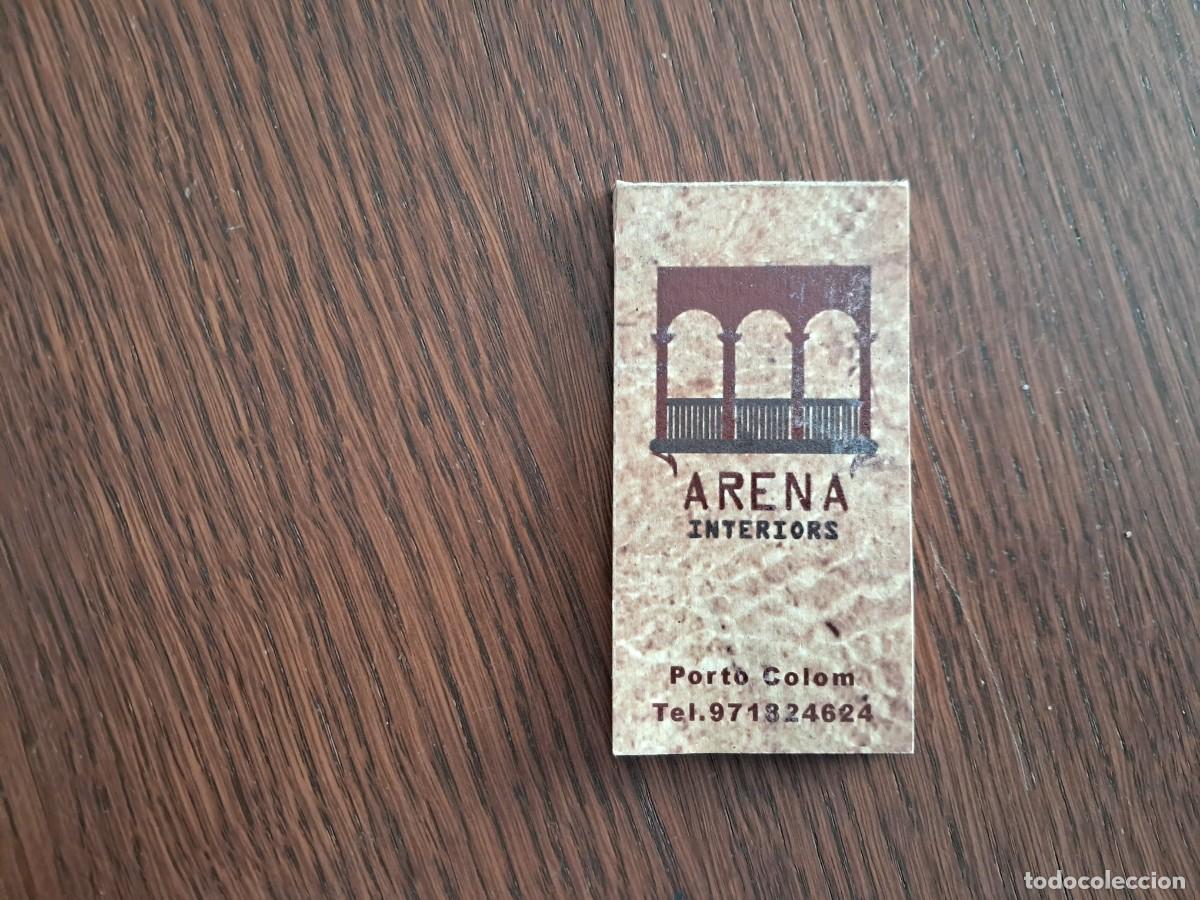 ARENA
INTERIORS
Porto Colom
Tel.971824624
todocoleccion